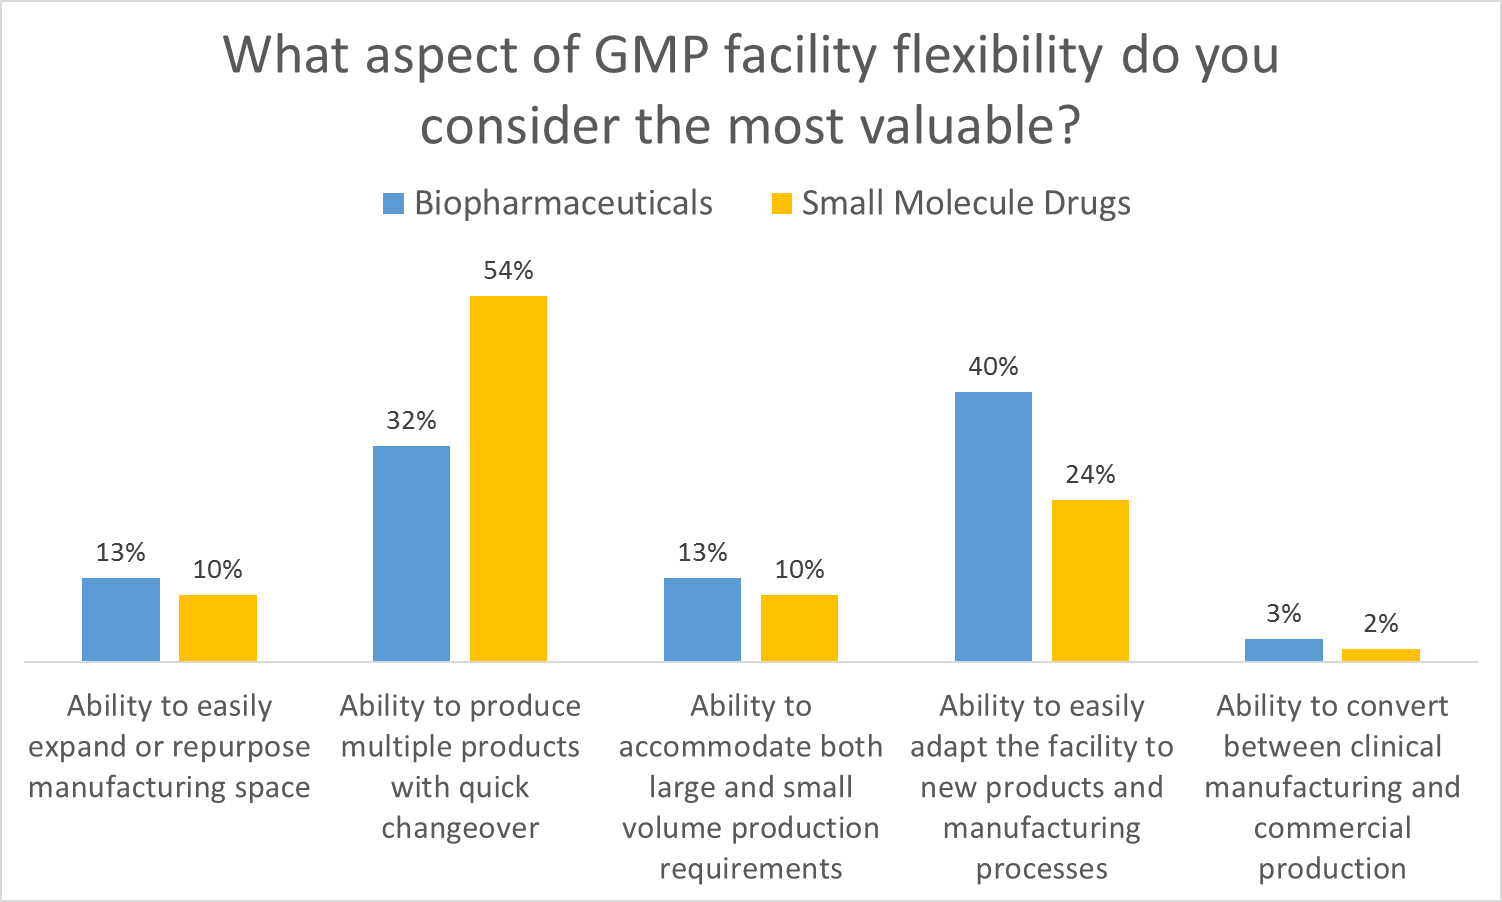 What aspect of GMP facility flexibility do you
consider the most valuable?
Biopharmaceuticals
Small Molecule Drugs
13%
10%
32%
54%
13%
10%
40%
24%
3%
2%
Ability to easily
expand or repurpose
manufacturing space
Ability to produce
multiple products
with quick
changeover
Ability to
accommodate both
large and small
volume production
requirements
Ability to easily
adapt the facility to
new products and
manufacturing
processes
Ability to convert
between clinical
manufacturing and
commercial
production